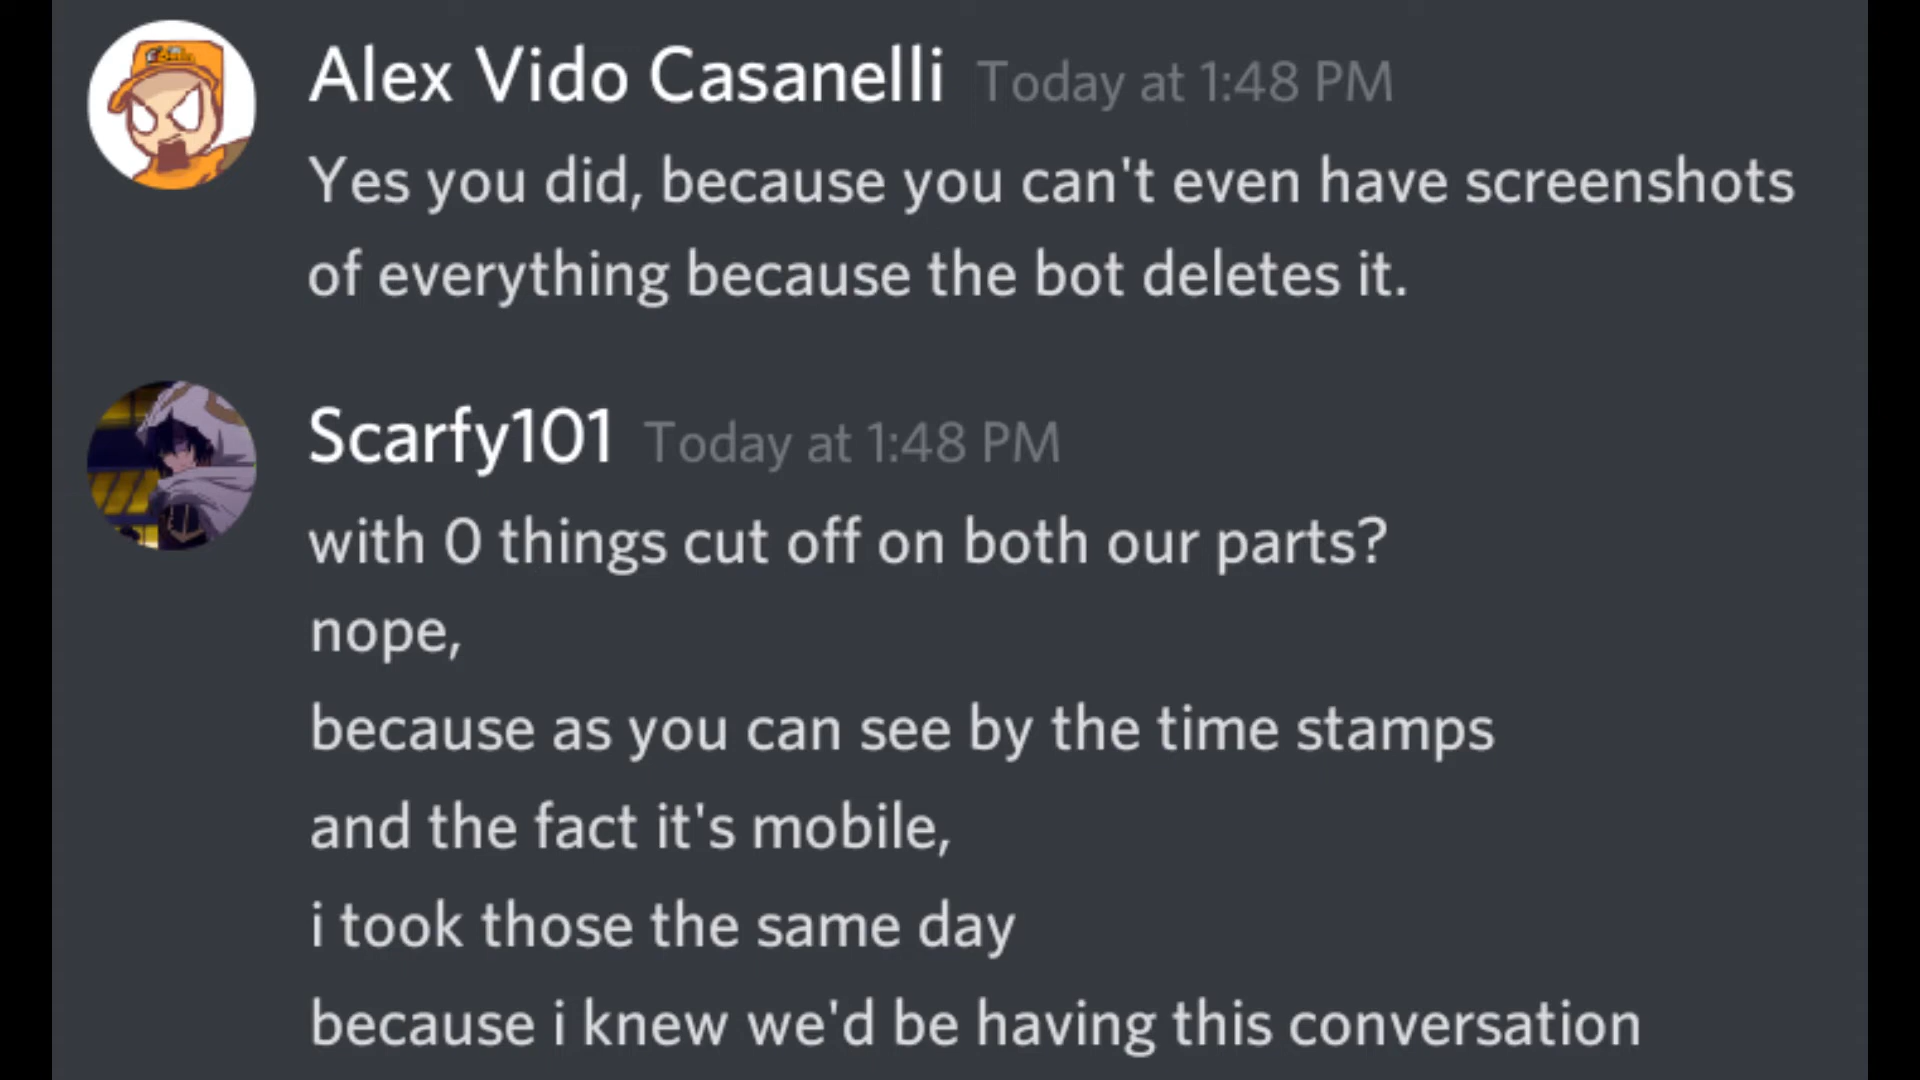 Alex Vido Casanelli Today at 1:48 PM
Yes you did, because you can't even have screenshots
of everything because the bot deletes it.
Scarfy101 Today at 1:48 PM
with 0 things cut off on both our parts?
nope,
because as you can see by the time stamps
and the fact it's mobile,
i took those the same day
because i knew we'd be having this conversation